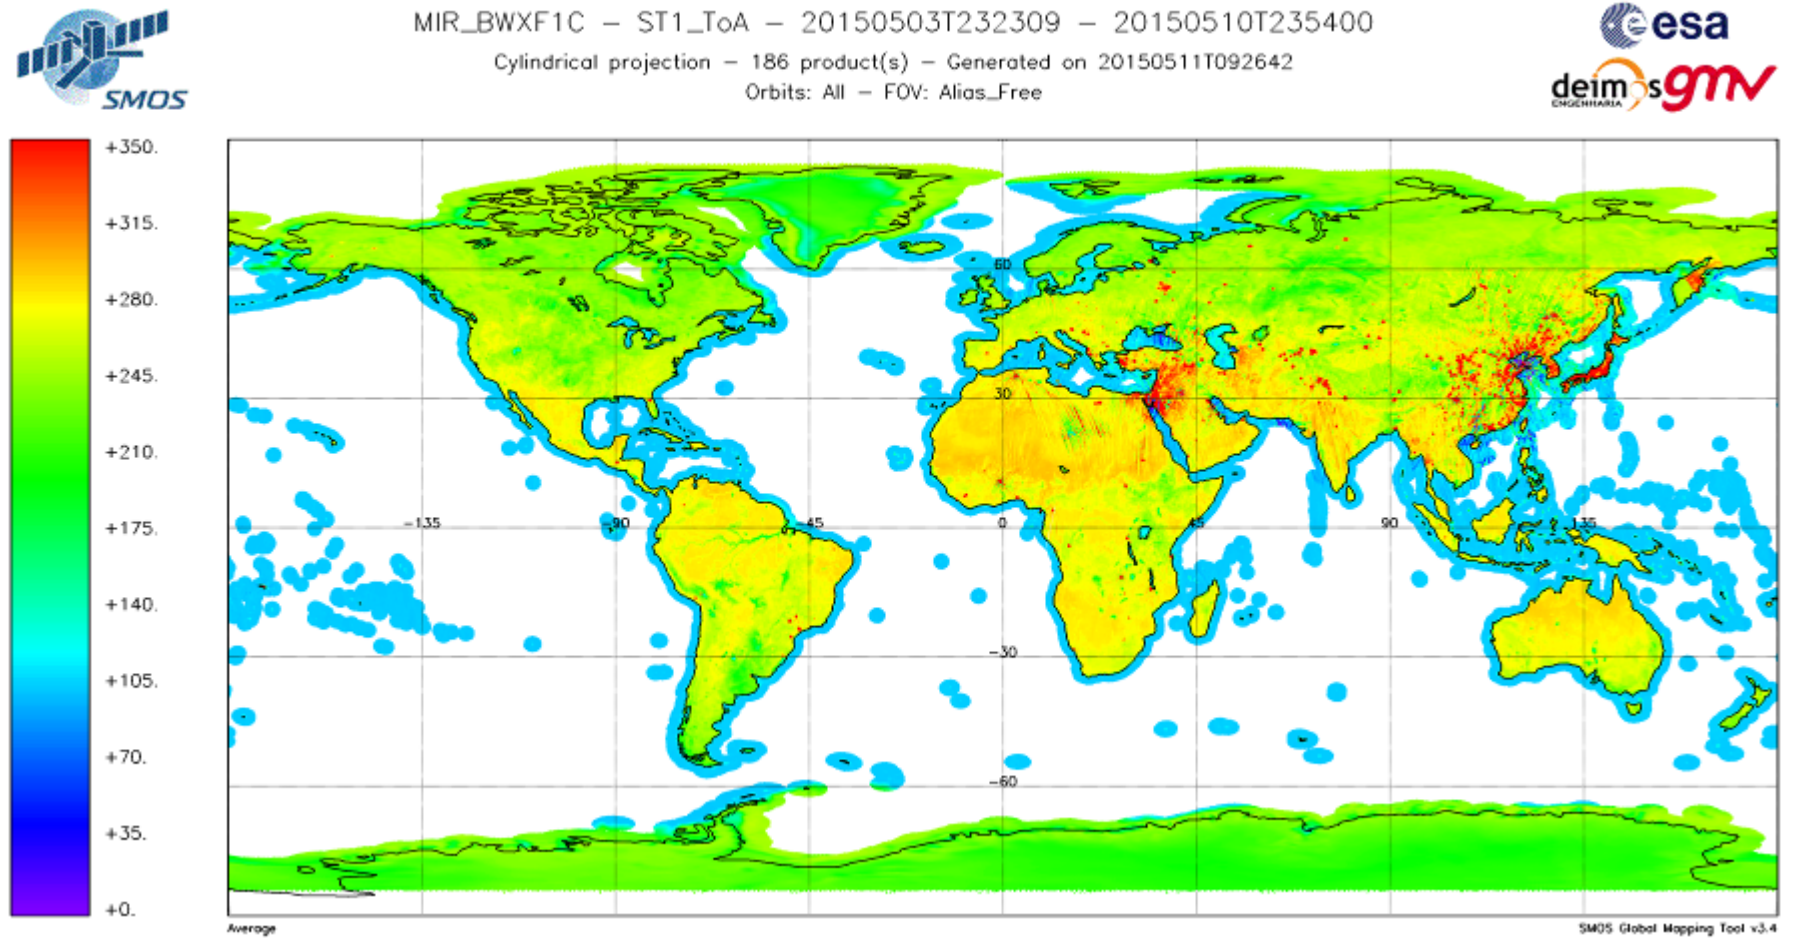 MIR_BWXF1C – ST1_ToA – 20150503T232309 – 20150510T235400
Cylindrical projection – 186 product(s) – Generated on 20150511T092642
Orbits: All – FOV: Alias_Free
SMOS
esa
deimos
ENGENHARIA
gmv
+350.
+315.
+280.
+245.
+210.
+175.
+140.
+105.
+70.
+35.
+0.
60
30
-135
-90
-45
0
45
90
135
-30
-60
Average
SMOS Global Mapping Tool v3.4